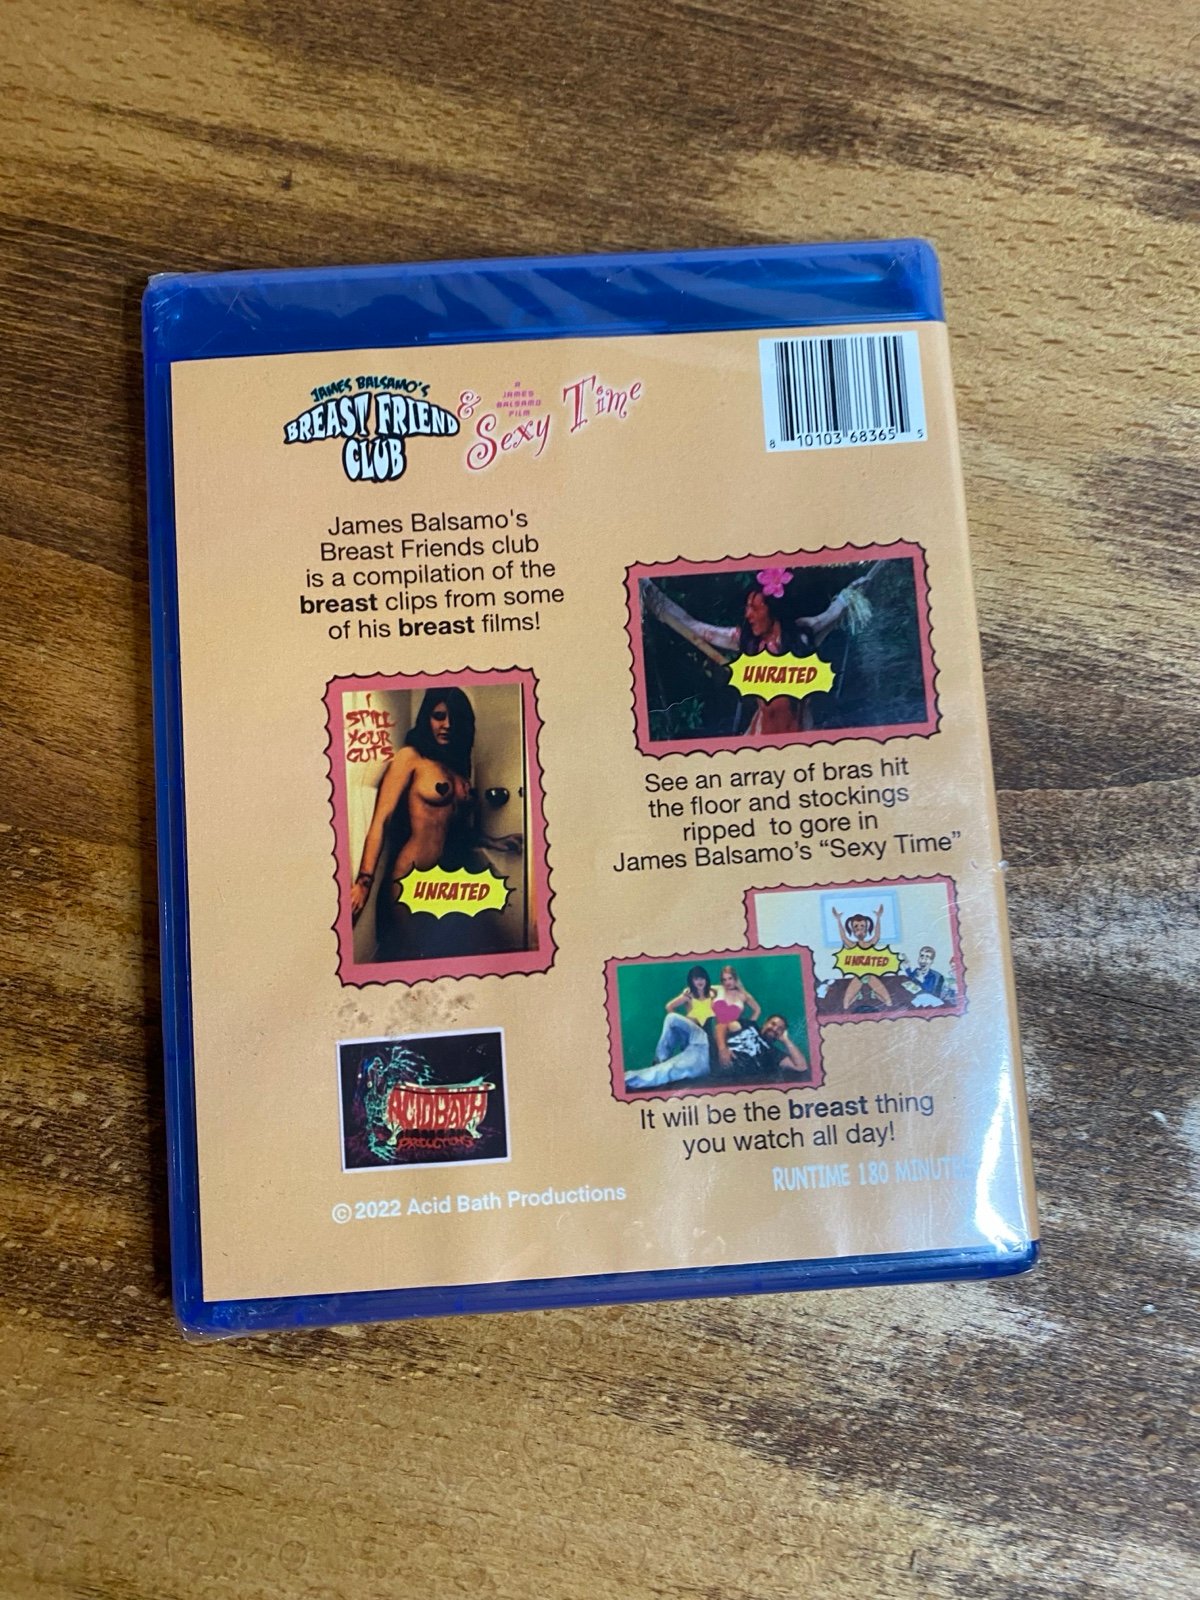 JAMES BALSAMO'S
BREAST FRIEND
CLUB
&
A
JAMES
BALSAMO
FILM
Sexy Time
8 10103 68365 5
James Balsamo's
Breast Friends club
is a compilation of the
breast clips from some
of his breast films!
UNRATED
I
SPILL
YOUR
GUTS
UNRATED
See an array of bras hit
the floor and stockings
ripped to gore in
James Balsamo's “Sexy Time”
UNRATED
ACID BATH
PRODUCTIONS
It will be the breast thing
you watch all day!
RUNTIME 180 MINUTES
©2022 Acid Bath Productions